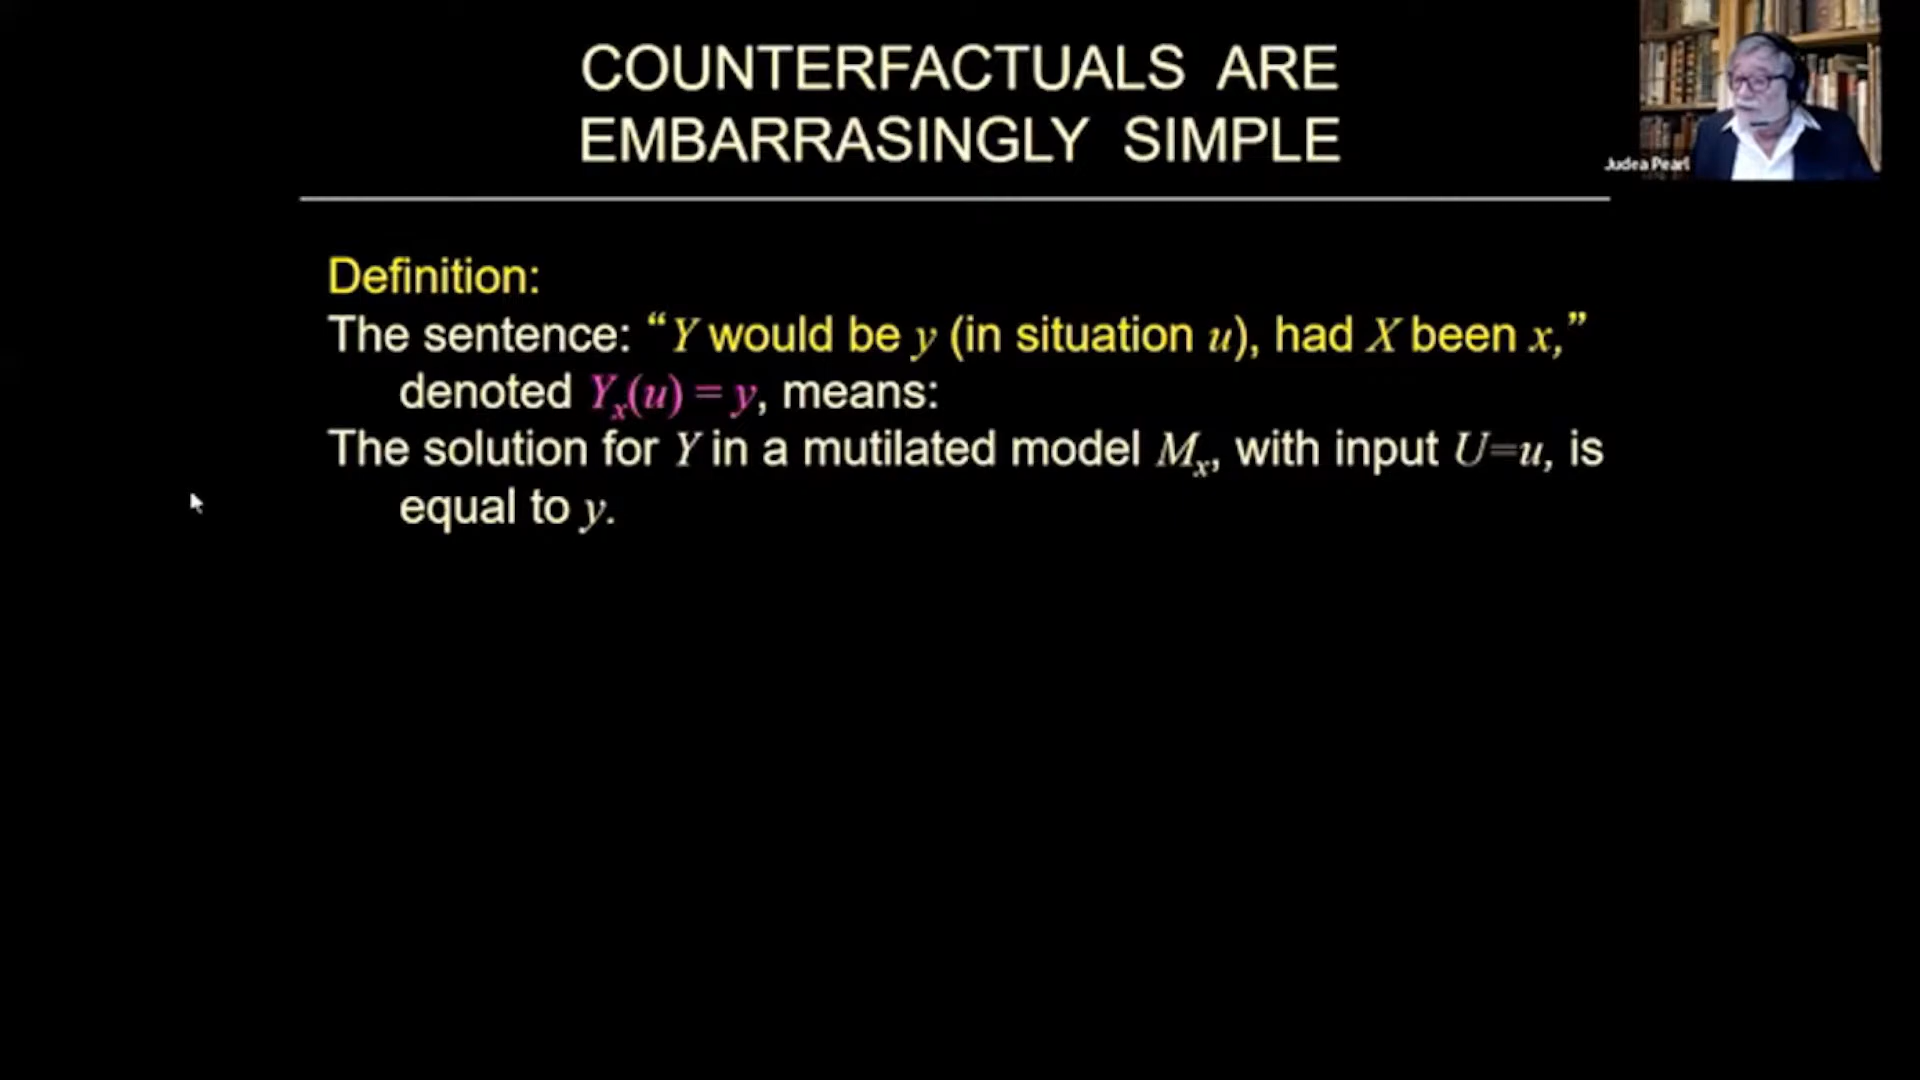 COUNTERFACTUALS ARE
EMBARRASINGLY SIMPLE
Judea Pearl
Definition:
The sentence: “Y would be y (in situation u), had X been x,”
denoted Yₓ(u) = y, means:
The solution for Y in a mutilated model Mₓ, with input U=u, is
equal to y.